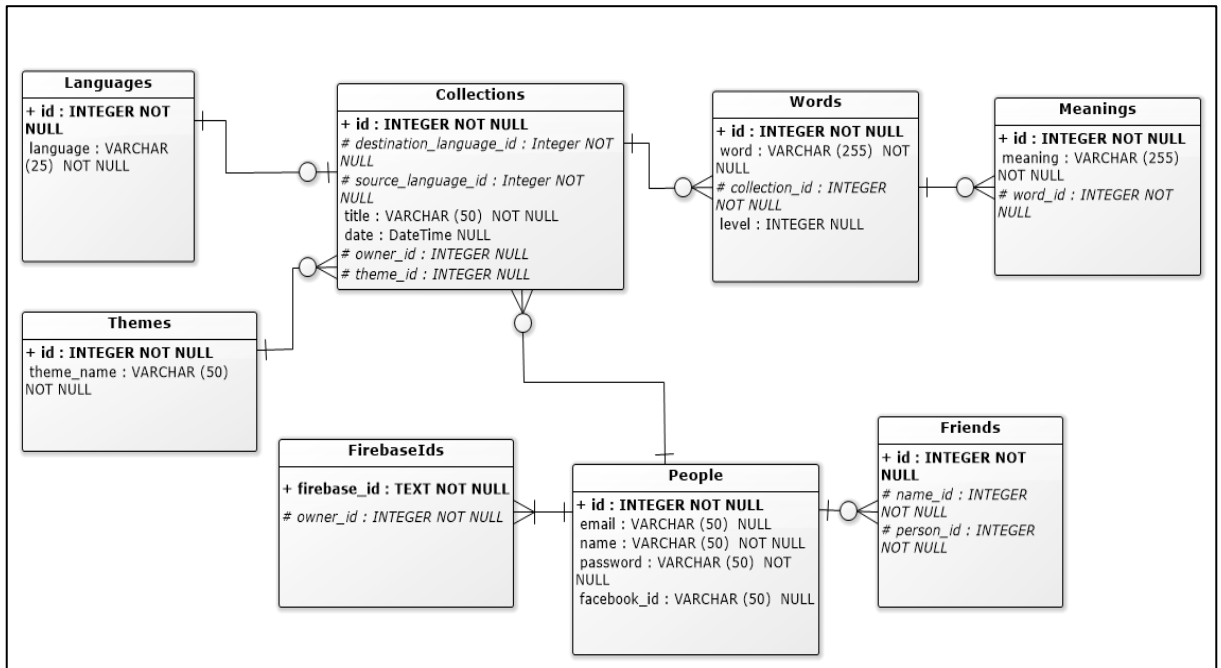 Languages
+ id : INTEGER NOT
NULL
language : VARCHAR
(25) NOT NULL
Collections
+ id : INTEGER NOT NULL
# destination_language_id : Integer NOT
NULL
# source_language_id : Integer NOT
NULL
title : VARCHAR (50) NOT NULL
date : DateTime NULL
# owner_id : INTEGER NULL
# theme_id : INTEGER NULL
Words
+ id : INTEGER NOT NULL
word : VARCHAR (255) NOT
NULL
# collection_id : INTEGER
NOT NULL
level : INTEGER NULL
Meanings
+ id : INTEGER NOT NULL
meaning : VARCHAR (255)
NOT NULL
# word_id : INTEGER NOT
NULL
Themes
+ id : INTEGER NOT NULL
theme_name : VARCHAR (50)
NOT NULL
FirebaseIds
+ firebase_id : TEXT NOT NULL
# owner_id : INTEGER NOT NULL
People
+ id : INTEGER NOT NULL
email : VARCHAR (50) NULL
name : VARCHAR (50) NOT NULL
password : VARCHAR (50) NOT
NULL
facebook_id : VARCHAR (50) NULL
Friends
+ id : INTEGER NOT
NULL
# name_id : INTEGER
NOT NULL
# person_id : INTEGER
NOT NULL